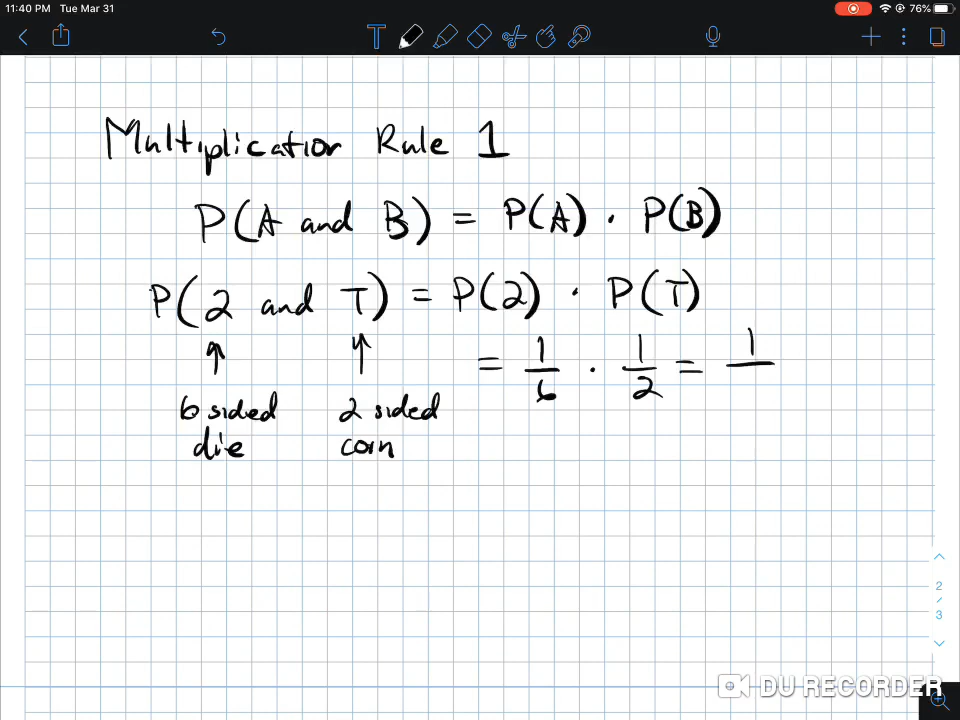 11:40 PM Tue Mar 31 76%
Multiplication Rule 1
P(A and B) = P(A) · P(B)
P(2 and T) = P(2) · P(T)
= 1/6 · 1/2 = 1/
6 sided 2 sided
die coin
2
3
DU RECORDER